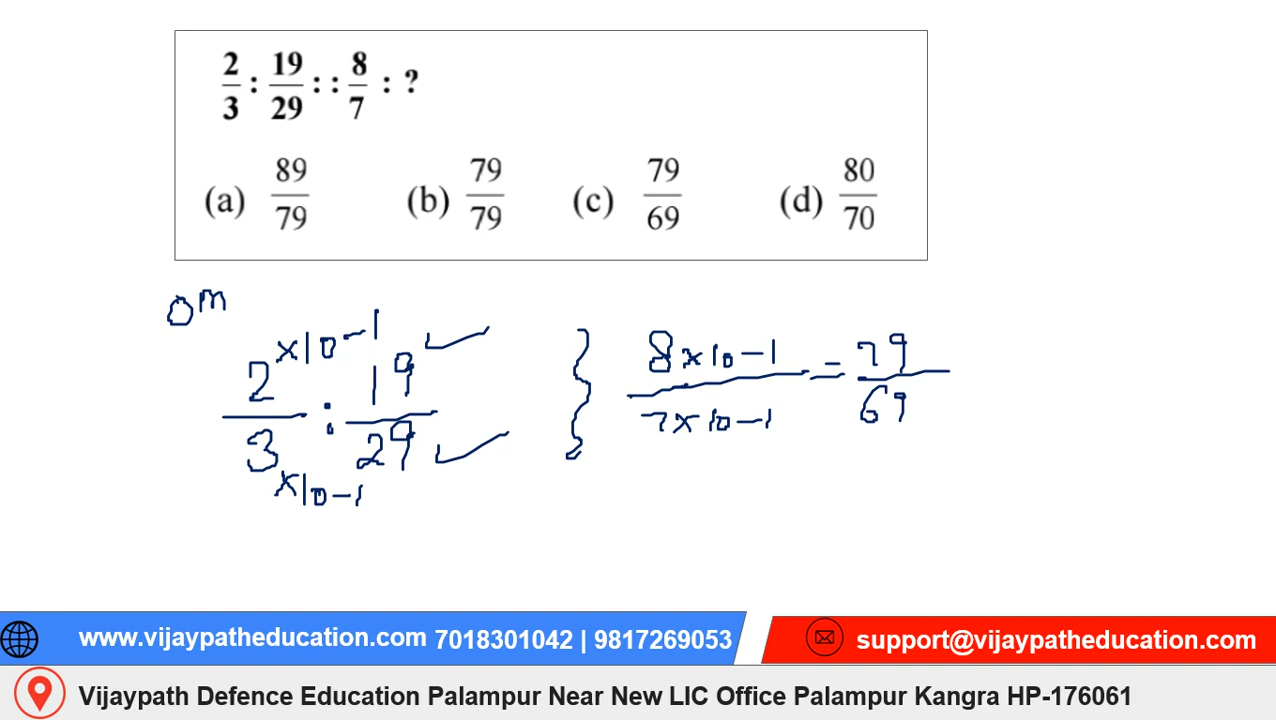 2/3 : 19/29 :: 8/7 : ?
(a) 89/79 (b) 79/79 (c) 79/69 (d) 80/70
Om
2×10-1 / 3×10-1 : 19/29 } 8×10-1 / 7×10-1 = 79/69
www.vijaypatheducation.com 7018301042 | 9817269053 support@vijaypatheducation.com
Vijaypath Defence Education Palampur Near New LIC Office Palampur Kangra HP-176061